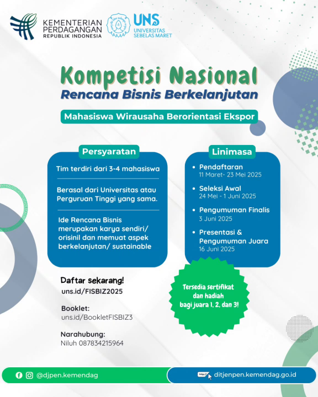 KEMENTERIAN
PERDAGANGAN
REPUBLIK INDONESIA
UNS
UNIVERSITAS
SEBELAS MARET
Kompetisi Nasional
Rencana Bisnis Berkelanjutan
Mahasiswa Wirausaha Berorientasi Ekspor
Persyaratan
Tim terdiri dari 3-4 mahasiswa
Berasal dari Universitas atau
Perguruan Tinggi yang sama.
Ide Rencana Bisnis
merupakan karya sendiri/
orisinil dan memuat aspek
berkelanjutan/ sustainable
Linimasa
• Pendaftaran
11 Maret- 23 Mei 2025
• Seleksi Awal
24 Mei - 1 Juni 2025
• Pengumuman Finalis
3 Juni 2025
• Presentasi &
Pengumuman Juara
16 Juni 2025
Daftar sekarang!
uns.id/FISBIZ2025
Booklet:
uns.id/BookletFISBIZ3
Narahubung:
Niluh 087834215964
Tersedia sertifikat
dan hadiah
bagi juara 1, 2, dan 3!
@djpen.kemendag
ditjenpen.kemendag.go.id